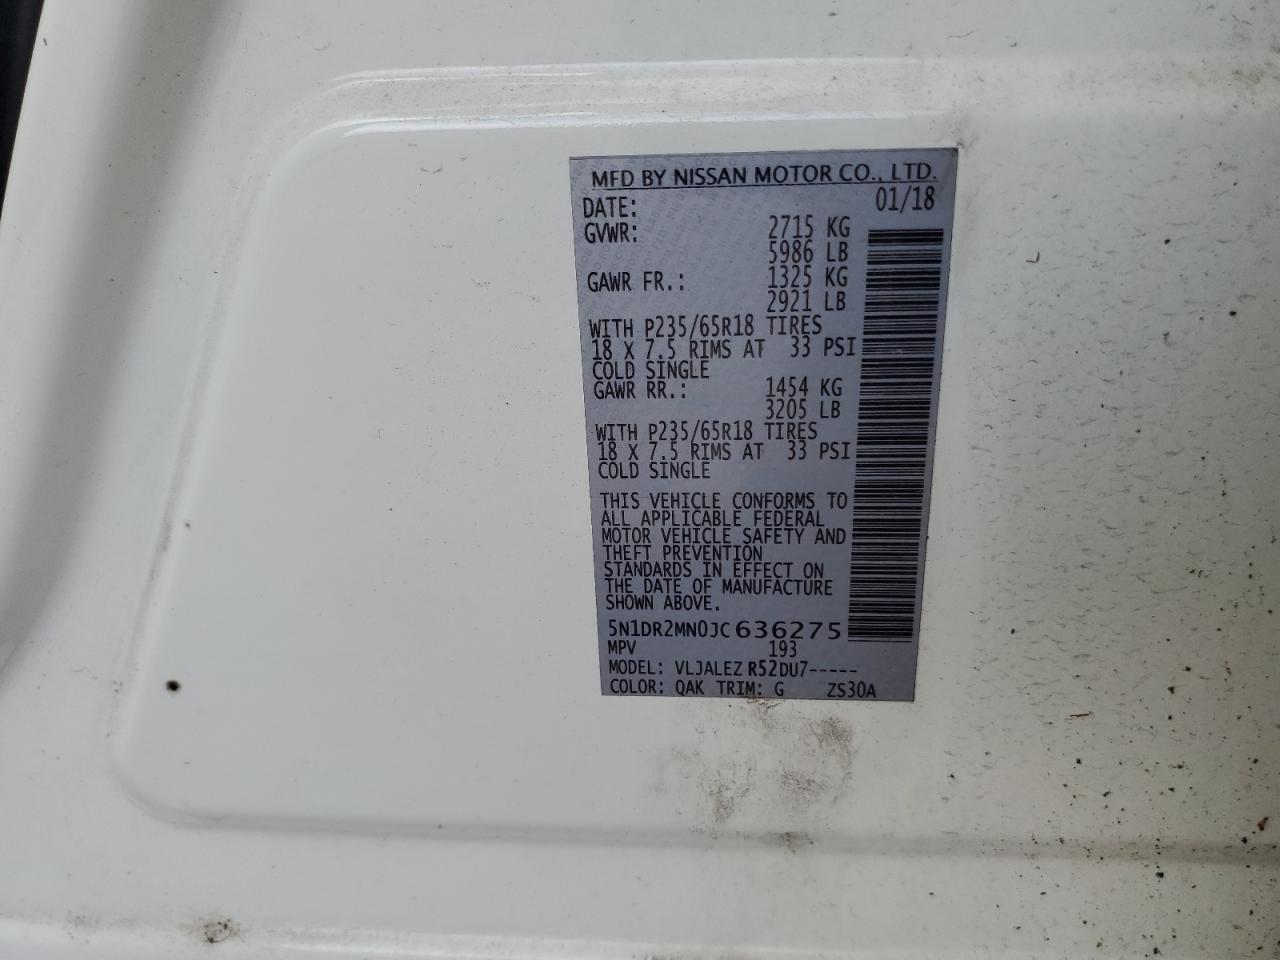 MFD BY NISSAN MOTOR CO., LTD.
DATE: 01/18
GVWR: 2715 KG
5986 LB
GAWR FR.: 1325 KG
2921 LB
WITH P235/65R18 TIRES
18 X 7.5 RIMS AT 33 PSI
COLD SINGLE
GAWR RR.: 1454 KG
3205 LB
WITH P235/65R18 TIRES
18 X 7.5 RIMS AT 33 PSI
COLD SINGLE
THIS VEHICLE CONFORMS TO
ALL APPLICABLE FEDERAL
MOTOR VEHICLE SAFETY AND
THEFT PREVENTION
STANDARDS IN EFFECT ON
THE DATE OF MANUFACTURE
SHOWN ABOVE.
5N1DR2MN0JC636275
MPV 193
MODEL: VLJALEZ R52DU7-----
COLOR: QAK TRIM: G ZS30A